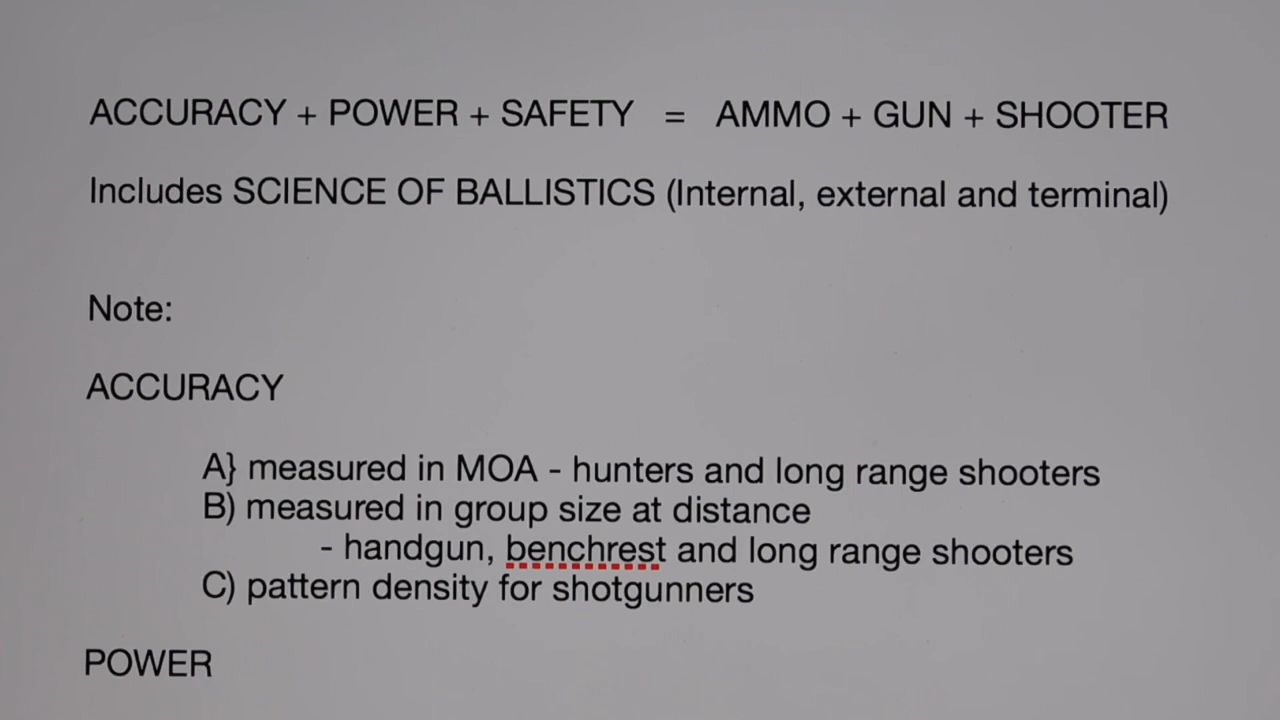 ACCURACY + POWER + SAFETY = AMMO + GUN + SHOOTER
Includes SCIENCE OF BALLISTICS (Internal, external and terminal)
Note:
ACCURACY
A} measured in MOA - hunters and long range shooters
B) measured in group size at distance
- handgun, benchrest and long range shooters
C) pattern density for shotgunners
POWER